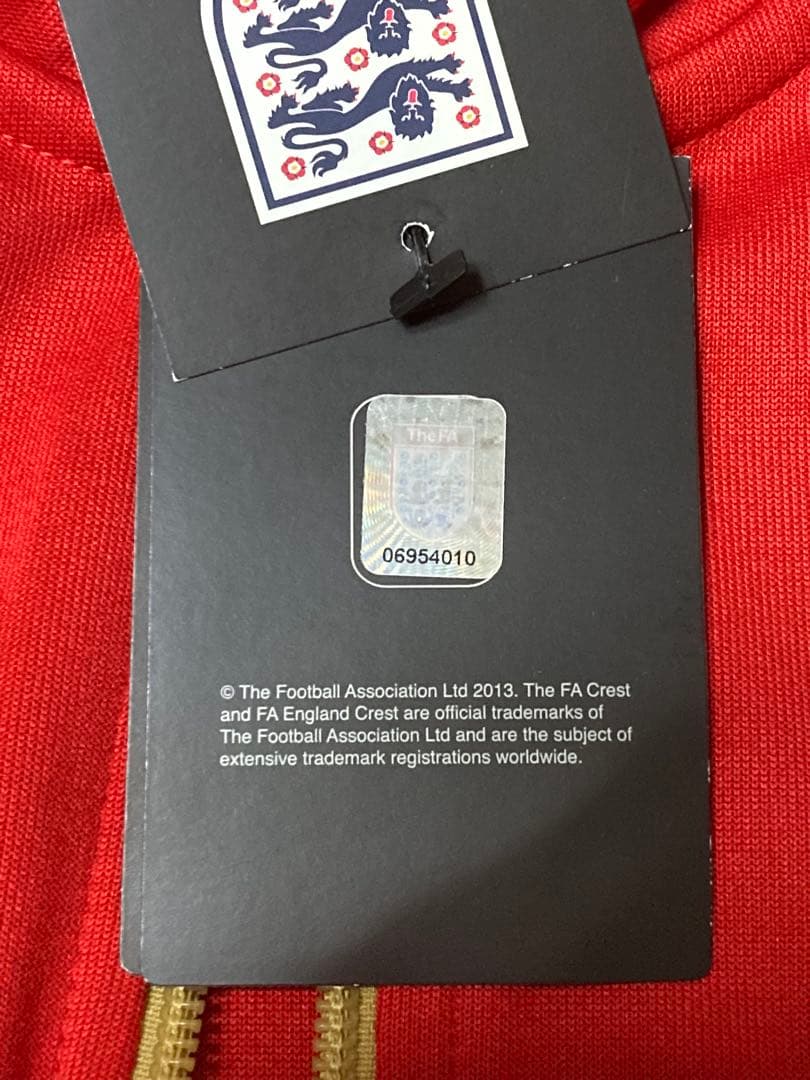 The FA
06954010
© The Football Association Ltd 2013. The FA Crest
and FA England Crest are official trademarks of
The Football Association Ltd and are the subject of
extensive trademark registrations worldwide.